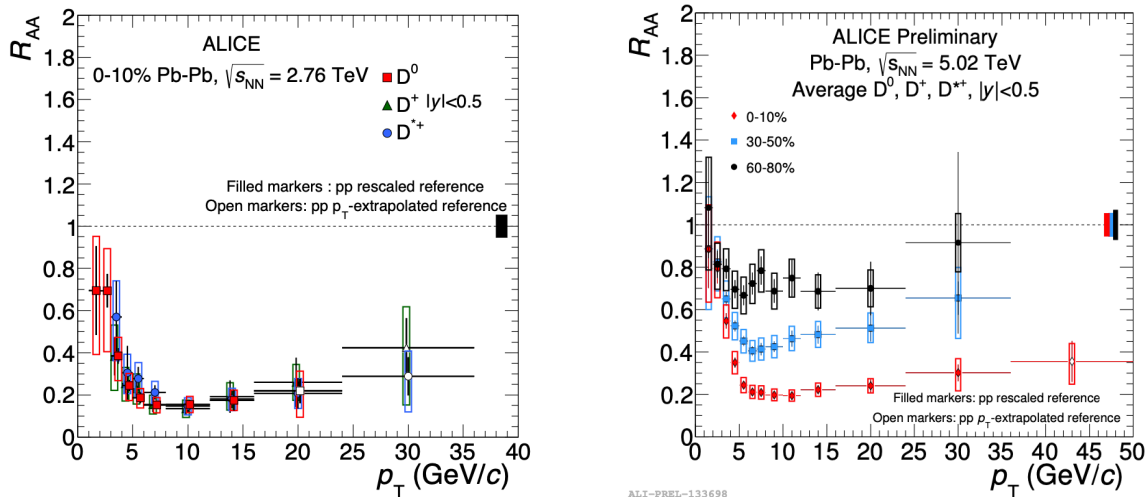 R_AA
2
1.8
1.6
1.4
1.2
1
0.8
0.6
0.4
0.2
0
ALICE
0-10% Pb-Pb, √s_NN = 2.76 TeV
D⁰
D⁺ |y|<0.5
D*⁺
Filled markers : pp rescaled reference
Open markers: pp p_T-extrapolated reference
0 5 10 15 20 25 30 35 40
p_T (GeV/c)
R_AA
2
1.8
1.6
1.4
1.2
1
0.8
0.6
0.4
0.2
0
ALICE Preliminary
Pb-Pb, √s_NN = 5.02 TeV
Average D⁰, D⁺, D*⁺, |y|<0.5
0-10%
30-50%
60-80%
Filled markers: pp rescaled reference
Open markers: pp p_T-extrapolated reference
0 5 10 15 20 25 30 35 40 45 50
p_T (GeV/c)
ALI-PREL-133698